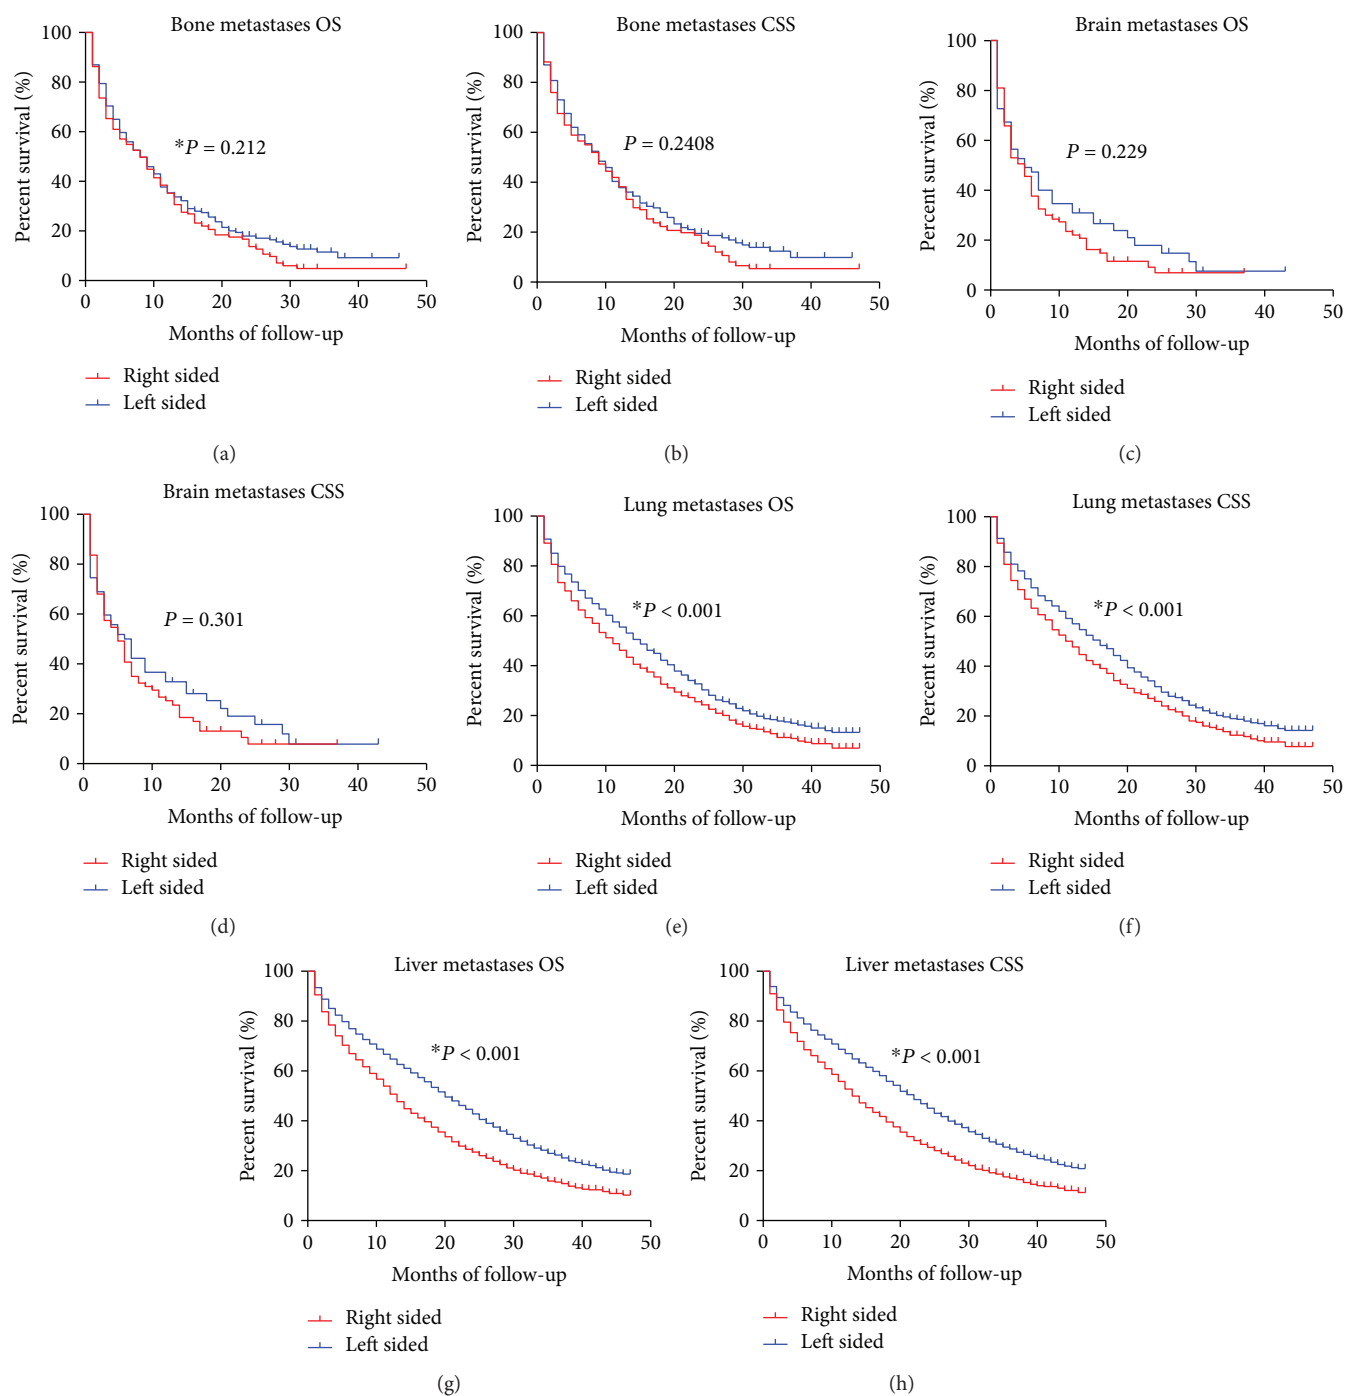 Bone metastases OS
100
80
60
40
20
0
Percent survival (%)
*P = 0.212
0 10 20 30 40 50
Months of follow-up
Right sided
Left sided
(a)
Bone metastases CSS
100
80
60
40
20
0
Percent survival (%)
P = 0.2408
0 10 20 30 40 50
Months of follow-up
Right sided
Left sided
(b)
Brain metastases OS
100
80
60
40
20
0
Percent survival (%)
P = 0.229
0 10 20 30 40 50
Months of follow-up
Right sided
Left sided
(c)
Brain metastases CSS
100
80
60
40
20
0
Percent survival (%)
P = 0.301
0 10 20 30 40 50
Months of follow-up
Right sided
Left sided
(d)
Lung metastases OS
100
80
60
40
20
0
Percent survival (%)
*P < 0.001
0 10 20 30 40 50
Months of follow-up
Right sided
Left sided
(e)
Lung metastases CSS
100
80
60
40
20
0
Percent survival (%)
*P < 0.001
0 10 20 30 40 50
Months of follow-up
Right sided
Left sided
(f)
Liver metastases OS
100
80
60
40
20
0
Percent survival (%)
*P < 0.001
0 10 20 30 40 50
Months of follow-up
Right sided
Left sided
(g)
Liver metastases CSS
100
80
60
40
20
0
Percent survival (%)
*P < 0.001
0 10 20 30 40 50
Months of follow-up
Right sided
Left sided
(h)